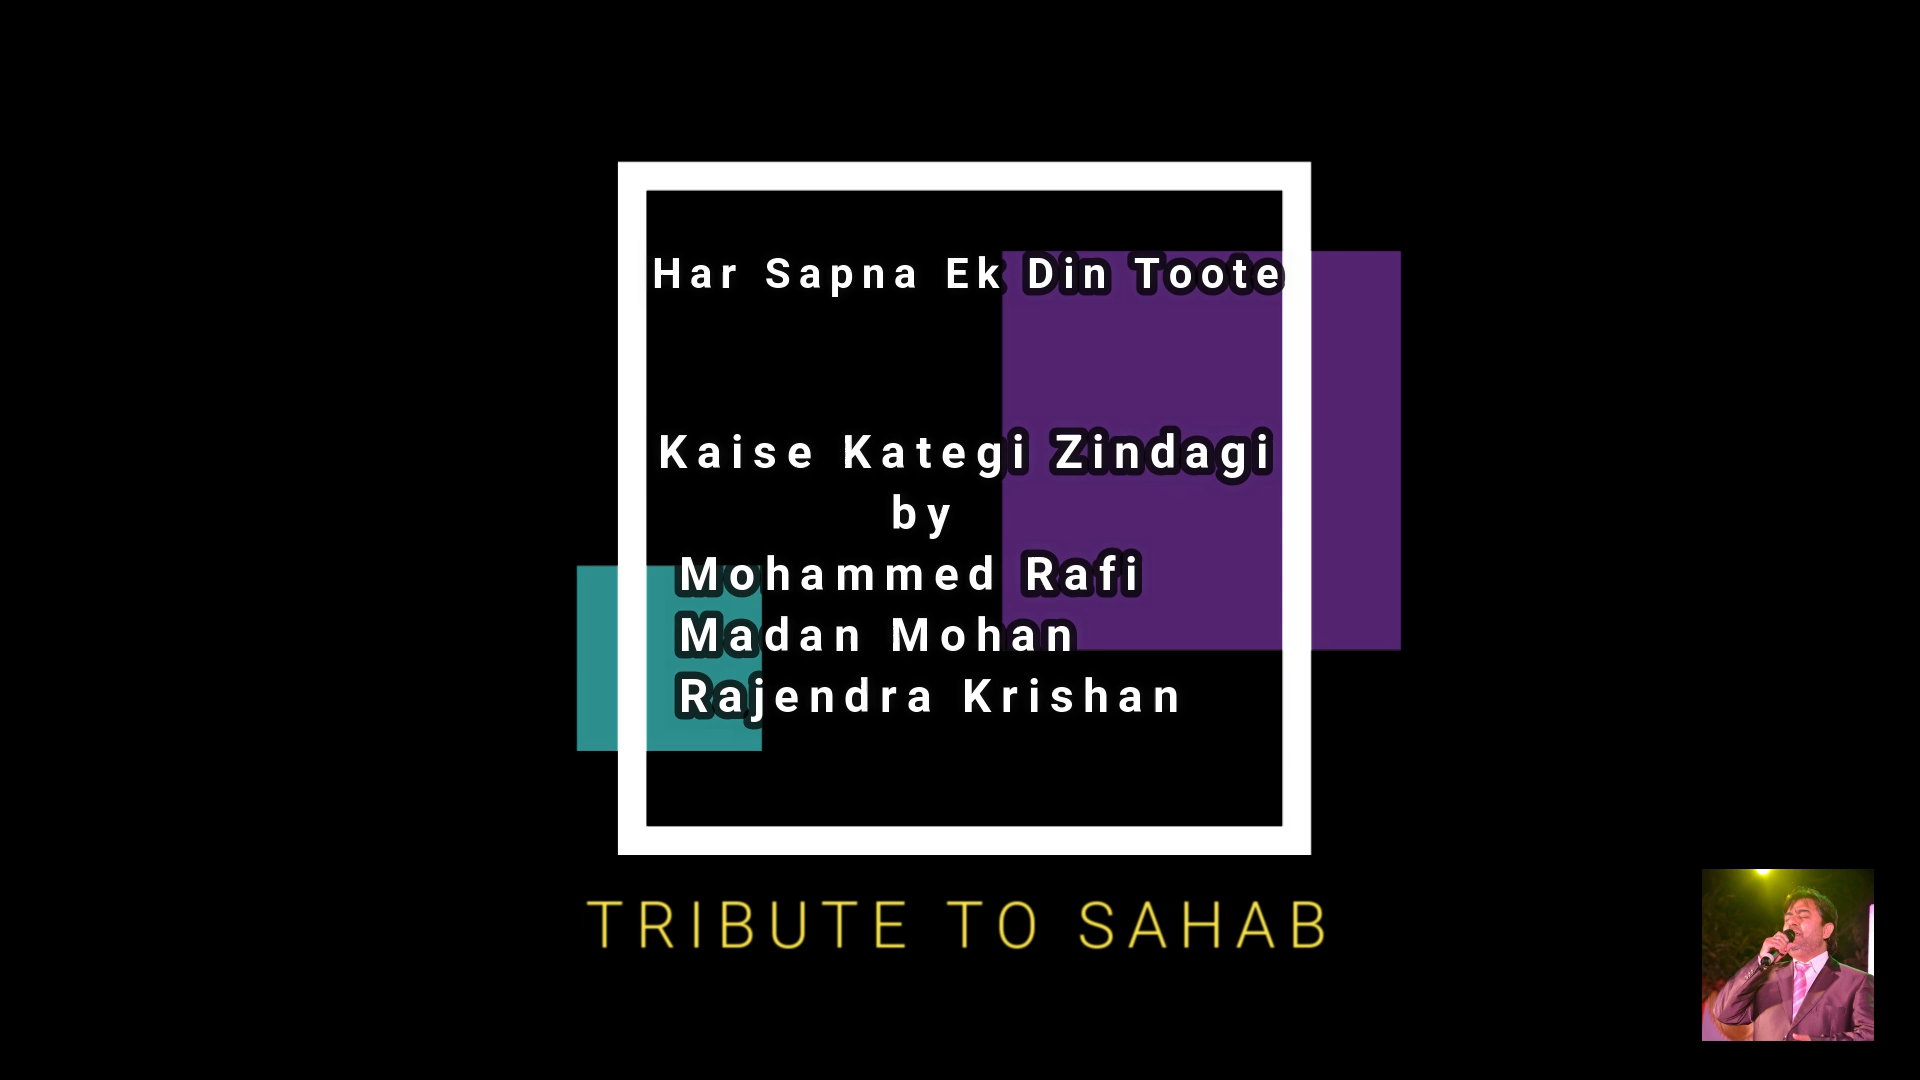 Har Sapna Ek Din Toote
Kaise Kategi Zindagi
by
Mohammed Rafi
Madan Mohan
Rajendra Krishan
TRIBUTE TO SAHAB